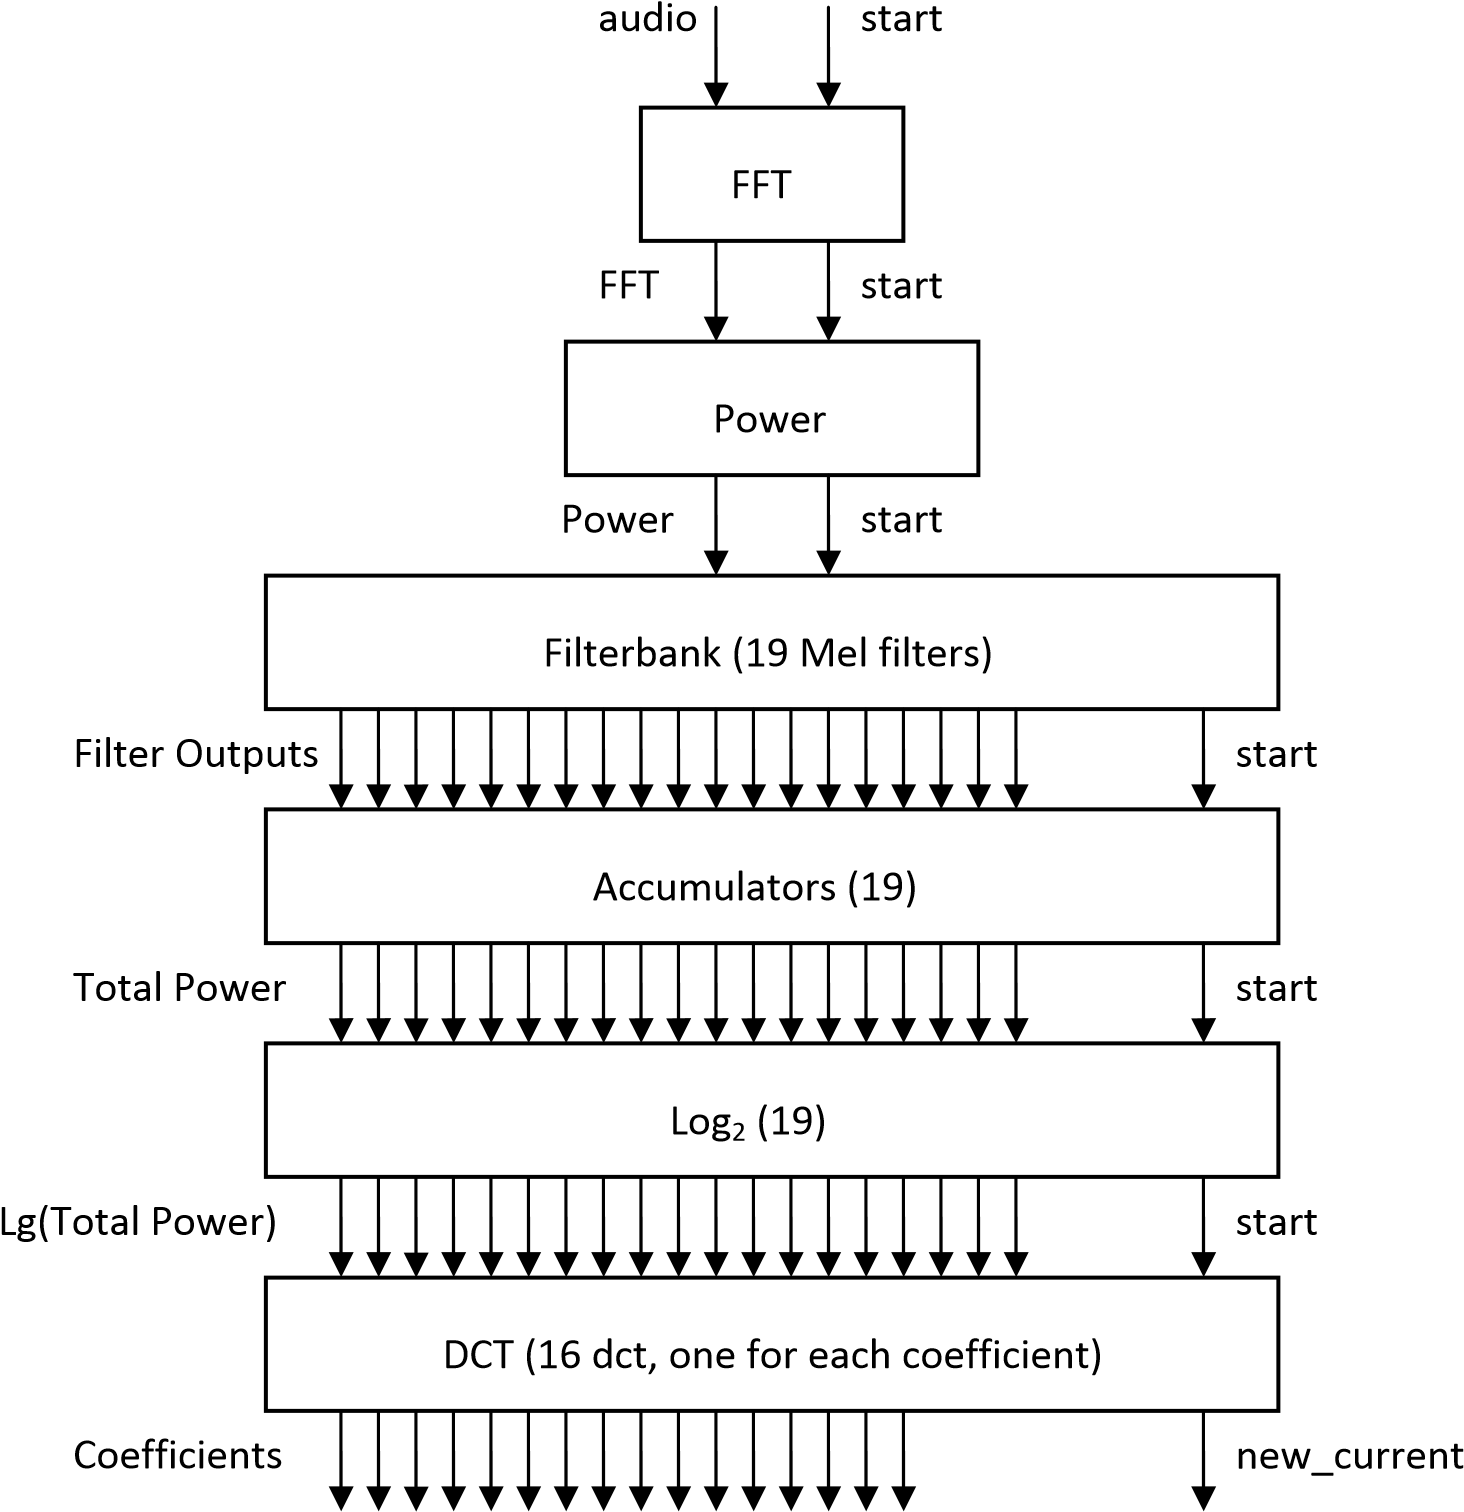 audio start
FFT
FFT start
Power
Power start
Filterbank (19 Mel filters)
Filter Outputs start
Accumulators (19)
Total Power start
Log₂ (19)
Lg(Total Power) start
DCT (16 dct, one for each coefficient)
Coefficients new_current